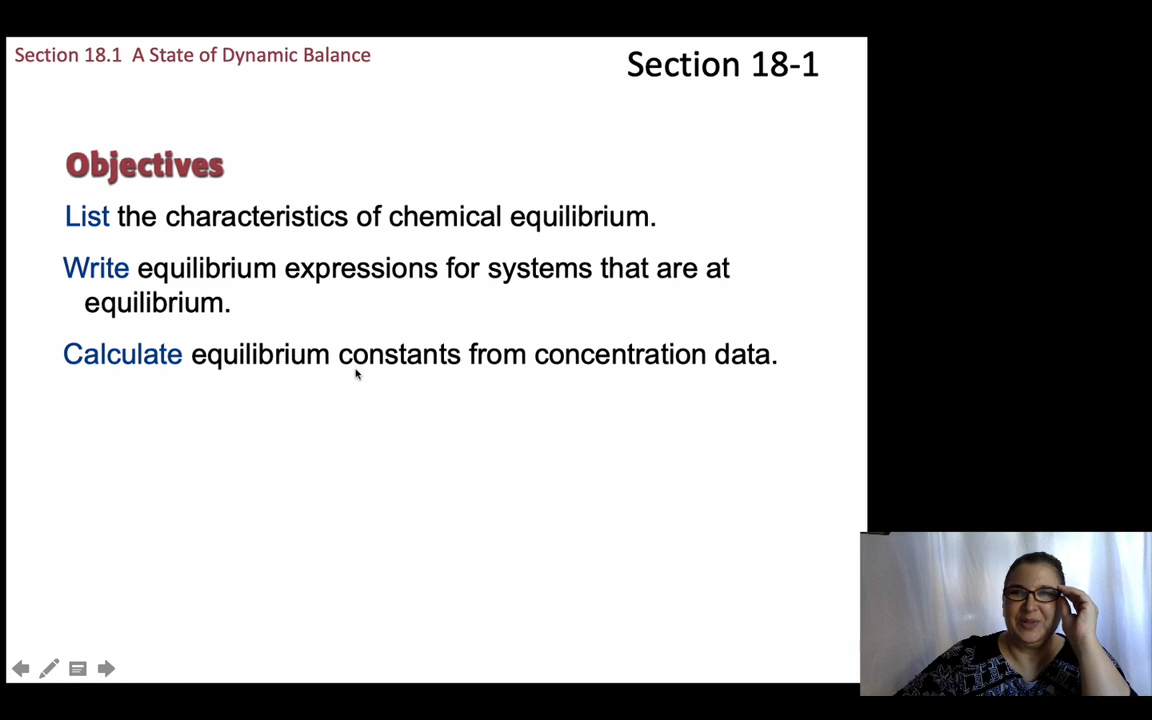 Section 18.1 A State of Dynamic Balance
Section 18-1
Objectives
List the characteristics of chemical equilibrium.
Write equilibrium expressions for systems that are at
equilibrium.
Calculate equilibrium constants from concentration data.